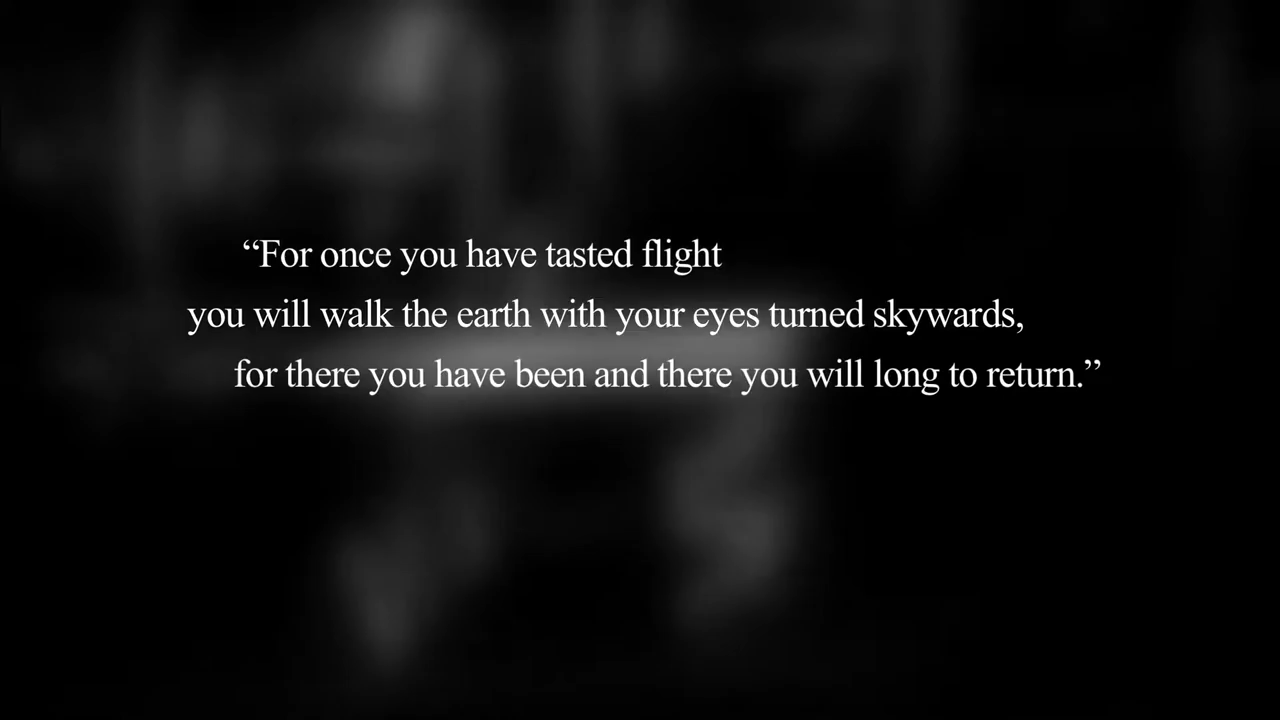 “For once you have tasted flight
you will walk the earth with your eyes turned skywards,
for there you have been and there you will long to return.”